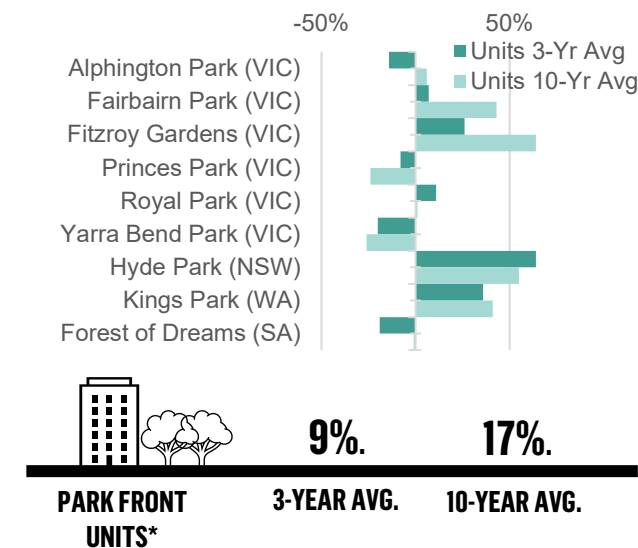 -50% 50%
Units 3-Yr Avg
Units 10-Yr Avg
Alphington Park (VIC)
Fairbairn Park (VIC)
Fitzroy Gardens (VIC)
Princes Park (VIC)
Royal Park (VIC)
Yarra Bend Park (VIC)
Hyde Park (NSW)
Kings Park (WA)
Forest of Dreams (SA)
9%. 17%.
PARK FRONT
UNITS*
3-YEAR AVG. 10-YEAR AVG.